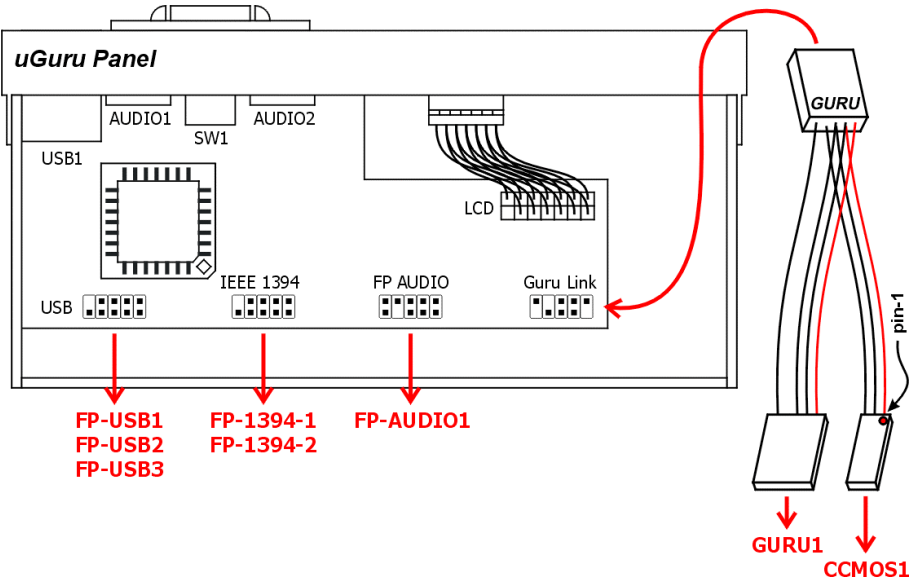 uGuru Panel
AUDIO1
SW1
AUDIO2
USB1
GURU
LCD
IEEE 1394
FP AUDIO
Guru Link
USB
pin-1
FP-USB1
FP-USB2
FP-USB3
FP-1394-1
FP-1394-2
FP-AUDIO1
GURU1
CCMOS1